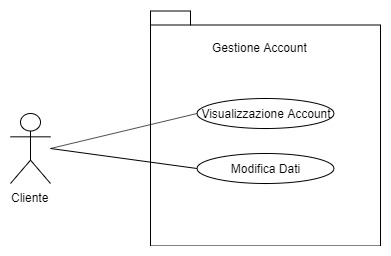 Gestione Account
Visualizzazione Account
Modifica Dati
Cliente